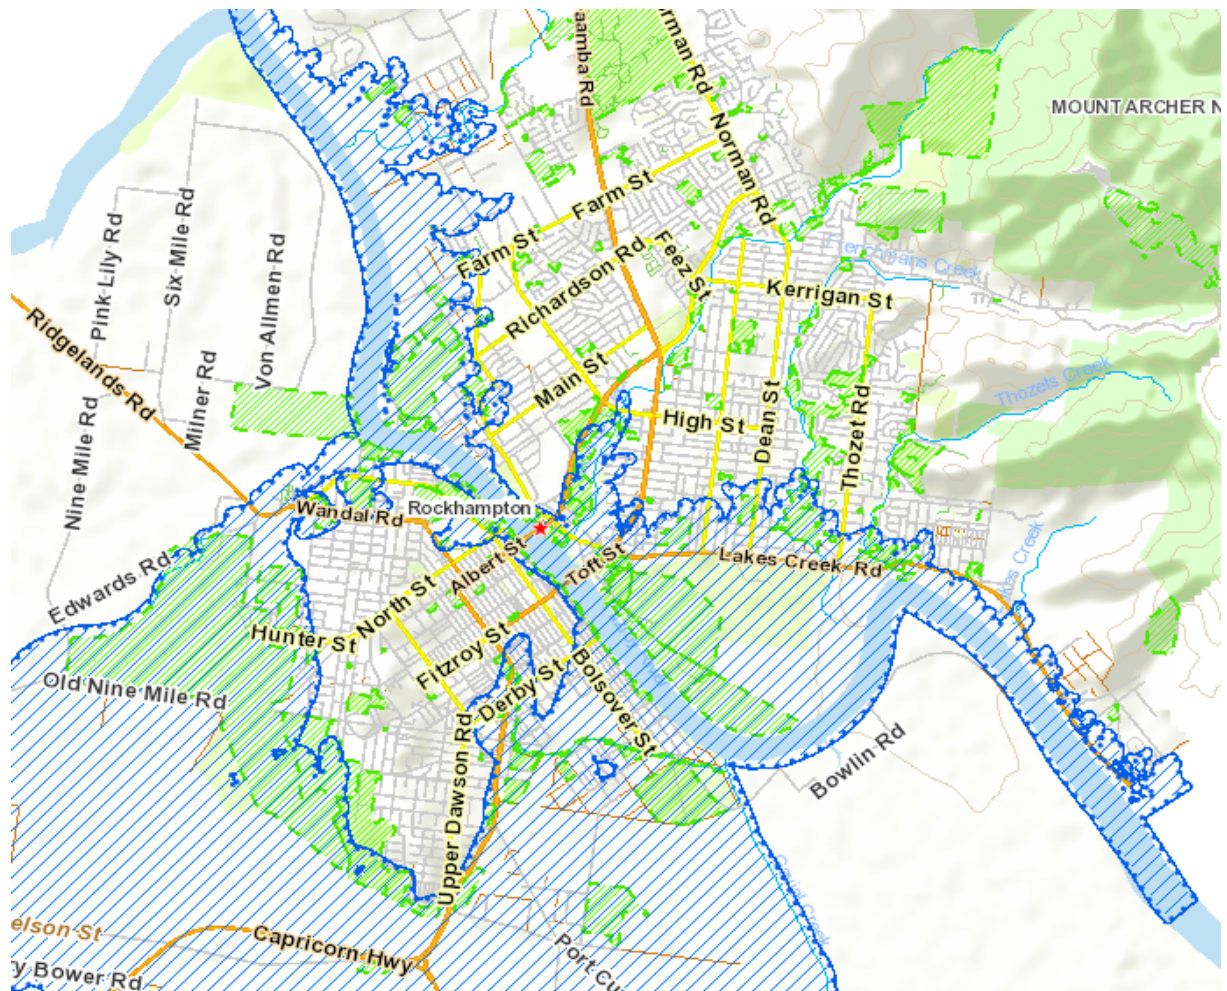 aamba Rd
rman Rd
MOUNT ARCHER N
Norman Rd
Farm St
Farm St
Frenchmans Creek
Pink Lily Rd
Six Mile Rd
Von Allmen Rd
Richardson Rd
Feez St
Kerrigan St
Ridgelands Rd
Milner Rd
Nine Mile Rd
Main St
High St
Dean St
Thozet Rd
Thozets Creek
Rockhampton
Wandal Rd
Albert St
Toft St
Lakes Creek Rd
es Creek
Edwards Rd
North St
Hunter St
Fitzroy St
Derby St
Bolsover St
Old Nine Mile Rd
Upper Dawson Rd
Bowlin Rd
elson St
Capricorn Hwy
Port Cu
ry Bower Rd